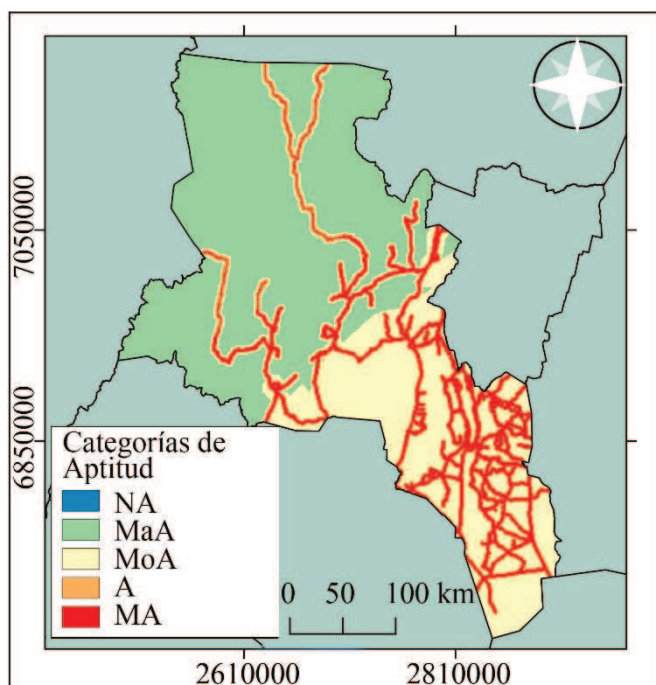 7050000
6850000
Categorías de
Aptitud
NA
MaA
MoA
A
MA
0 50 100 km
2610000 2810000